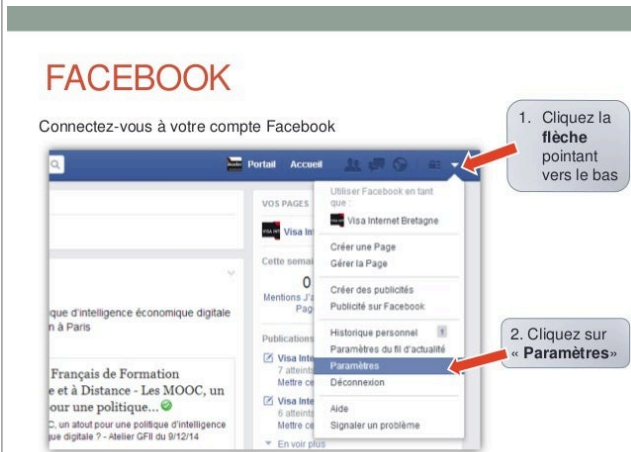 FACEBOOK
Connectez-vous à votre compte Facebook
1. Cliquez la
flèche
pointant
vers le bas
Portail Accueil
Utiliser Facebook en tant
que :
Visa Internet Bretagne
Créer une Page
Gérer la Page
Créer des publicités
Publicité sur Facebook
Historique personnel 1
Paramètres du fil d'actualité
Paramètres
Déconnexion
Aide
Signaler un problème
2. Cliquez sur
« Paramètres»
VOS PAGES
Visa In
Cette semai
0
Mentions J'a
Pag
Publications
Visa Inte
7 atteints
Mettre ce
Visa Inte
6 atteints
Mettre ce
En voir plus
que d'intelligence économique digitale
n à Paris
Français de Formation
e et à Distance - Les MOOC, un
our une politique...
C, un atout pour une politique d'intelligence
que digitale ? - Atelier GFII du 9/12/14